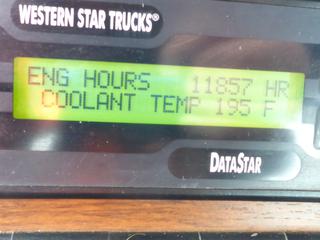 WESTERN STAR TRUCKS®
ENG HOURS 11857 HR
COOLANT TEMP 195 F
DATASTAR